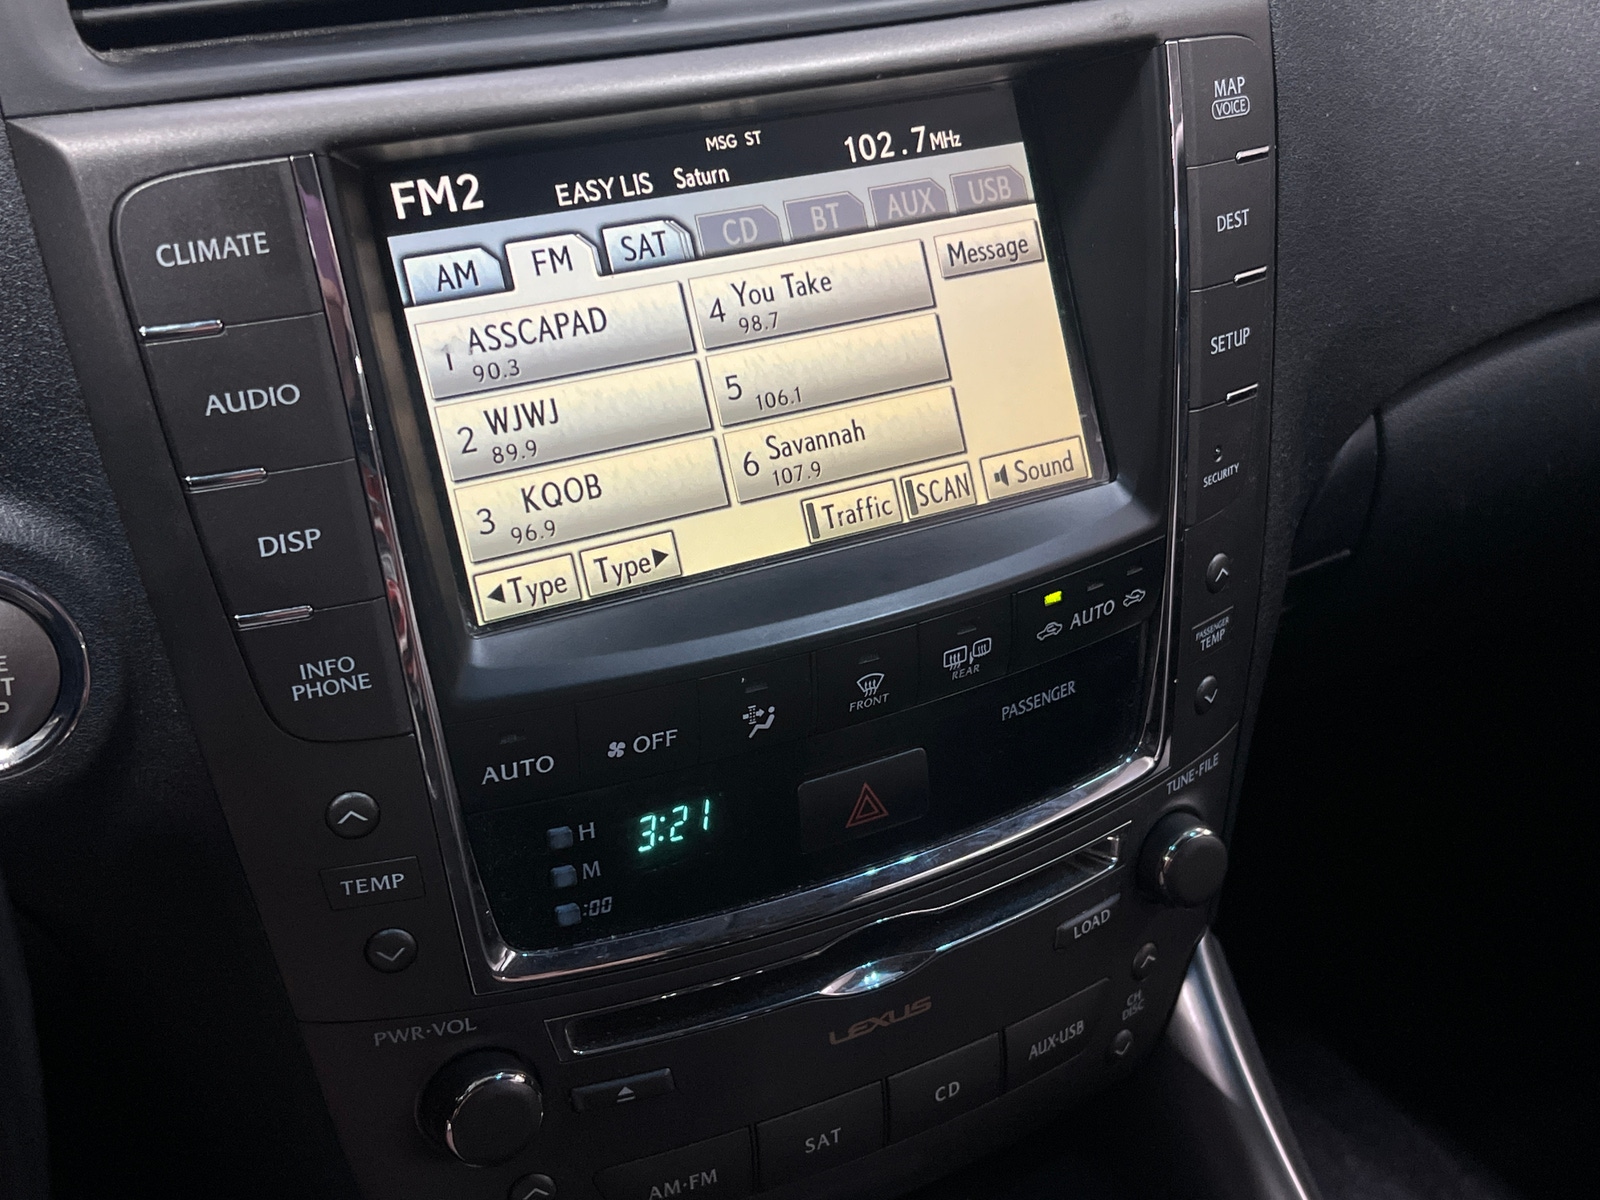 MSG ST
102.7MHz
FM2
EASY LIS Saturn
AM
FM
SAT
CD
BT
AUX
USB
Message
1 ASSCAPAD
90.3
2 WJWJ
89.9
3 KQOB
96.9
4 You Take
98.7
5
106.1
6 Savannah
107.9
◀Type
Type▶
Traffic
SCAN
Sound
CLIMATE
AUDIO
DISP
INFO
PHONE
TEMP
MAP
VOICE
DEST
SETUP
SECURITY
PASSENGER
TEMP
AUTO
OFF
FRONT
REAR
AUTO
PASSENGER
H
M
:00
3:21
TUNE·FILE
LOAD
CH
DISC
PWR·VOL
LEXUS
AM·FM
SAT
CD
AUX·USB